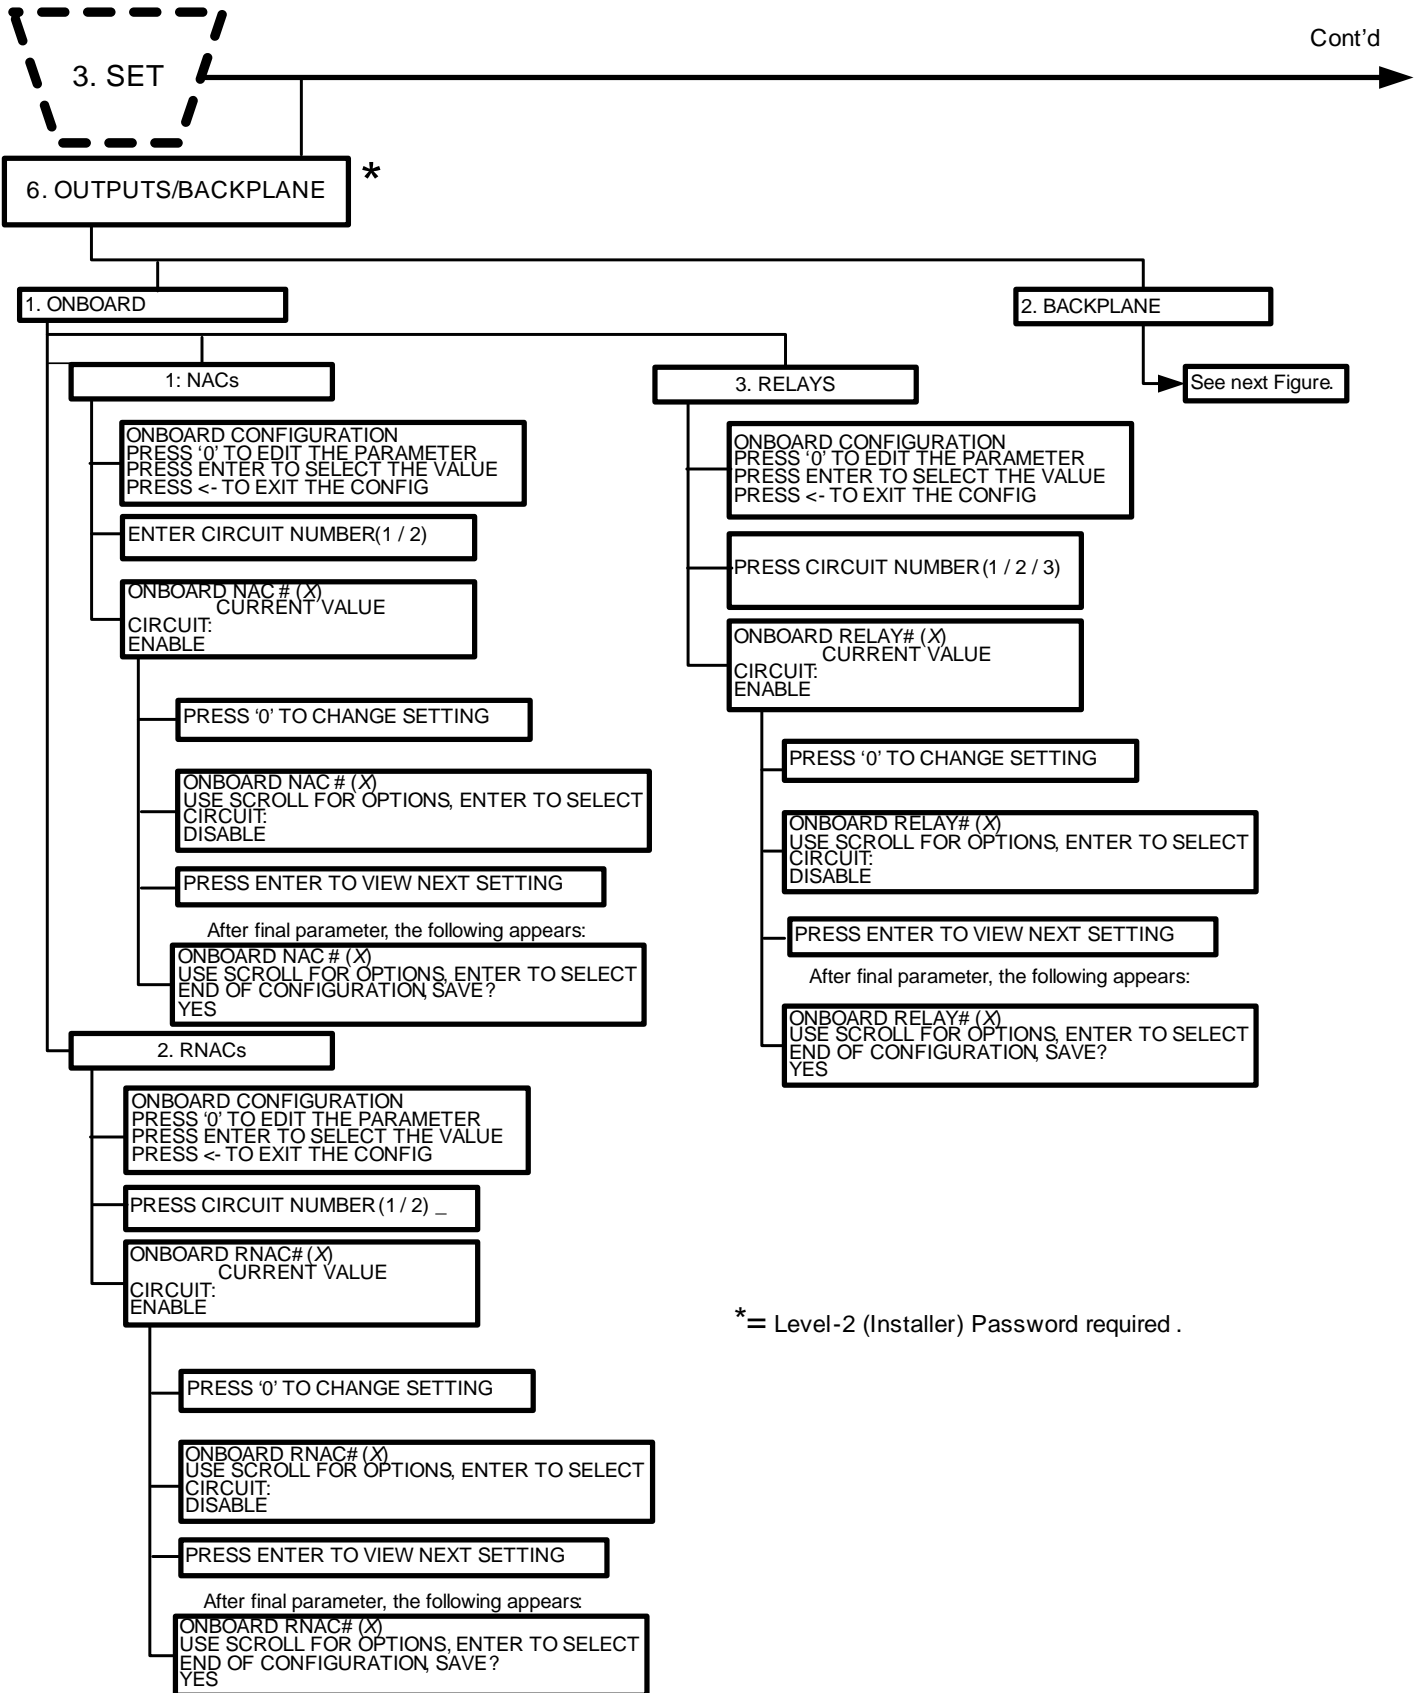 Cont'd
3. SET
6. OUTPUTS/BACKPLANE
*
1. ONBOARD
2. BACKPLANE
See next Figure.
1: NACs
ONBOARD CONFIGURATION
PRESS ‘0’ TO EDIT THE PARAMETER
PRESS ENTER TO SELECT THE VALUE
PRESS <- TO EXIT THE CONFIG
ENTER CIRCUIT NUMBER(1 / 2)
ONBOARD NAC # (X)
CURRENT VALUE
CIRCUIT:
ENABLE
PRESS ‘0’ TO CHANGE SETTING
ONBOARD NAC # (X)
USE SCROLL FOR OPTIONS, ENTER TO SELECT
CIRCUIT:
DISABLE
PRESS ENTER TO VIEW NEXT SETTING
After final parameter, the following appears:
ONBOARD NAC # (X)
USE SCROLL FOR OPTIONS, ENTER TO SELECT
END OF CONFIGURATION, SAVE?
YES
2. RNACs
ONBOARD CONFIGURATION
PRESS ‘0’ TO EDIT THE PARAMETER
PRESS ENTER TO SELECT THE VALUE
PRESS <- TO EXIT THE CONFIG
PRESS CIRCUIT NUMBER (1 / 2) _
ONBOARD RNAC# (X)
CURRENT VALUE
CIRCUIT:
ENABLE
PRESS ‘0’ TO CHANGE SETTING
ONBOARD RNAC# (X)
USE SCROLL FOR OPTIONS, ENTER TO SELECT
CIRCUIT:
DISABLE
PRESS ENTER TO VIEW NEXT SETTING
After final parameter, the following appears:
ONBOARD RNAC# (X)
USE SCROLL FOR OPTIONS, ENTER TO SELECT
END OF CONFIGURATION, SAVE?
YES
3. RELAYS
ONBOARD CONFIGURATION
PRESS ‘0’ TO EDIT THE PARAMETER
PRESS ENTER TO SELECT THE VALUE
PRESS <- TO EXIT THE CONFIG
PRESS CIRCUIT NUMBER (1 / 2 / 3)
ONBOARD RELAY# (X)
CURRENT VALUE
CIRCUIT:
ENABLE
PRESS ‘0’ TO CHANGE SETTING
ONBOARD RELAY# (X)
USE SCROLL FOR OPTIONS, ENTER TO SELECT
CIRCUIT:
DISABLE
PRESS ENTER TO VIEW NEXT SETTING
After final parameter, the following appears:
ONBOARD RELAY# (X)
USE SCROLL FOR OPTIONS, ENTER TO SELECT
END OF CONFIGURATION, SAVE?
YES
*= Level-2 (Installer) Password required .